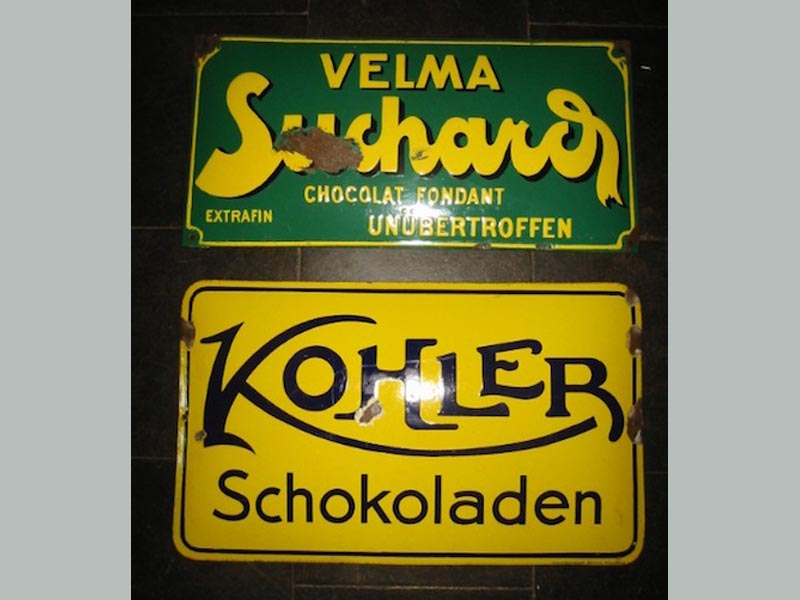 VELMA
Suchard
CHOCOLAT FONDANT
EXTRAFIN
UNÜBERTROFFEN
KOHLER
Schokoladen